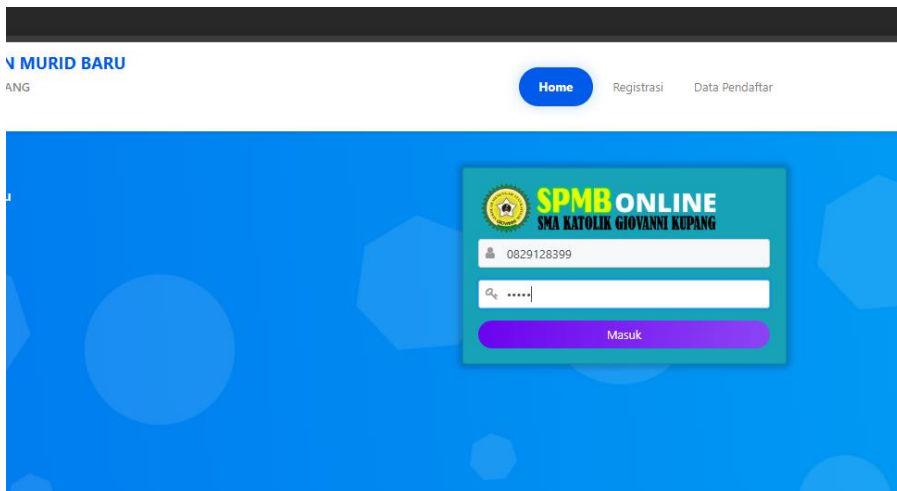 N MURID BARU
ANG
Home
Registrasi
Data Pendaftar
u
SPMB ONLINE
SMA KATOLIK GIOVANNI KUPANG
0829128399
•••••
Masuk